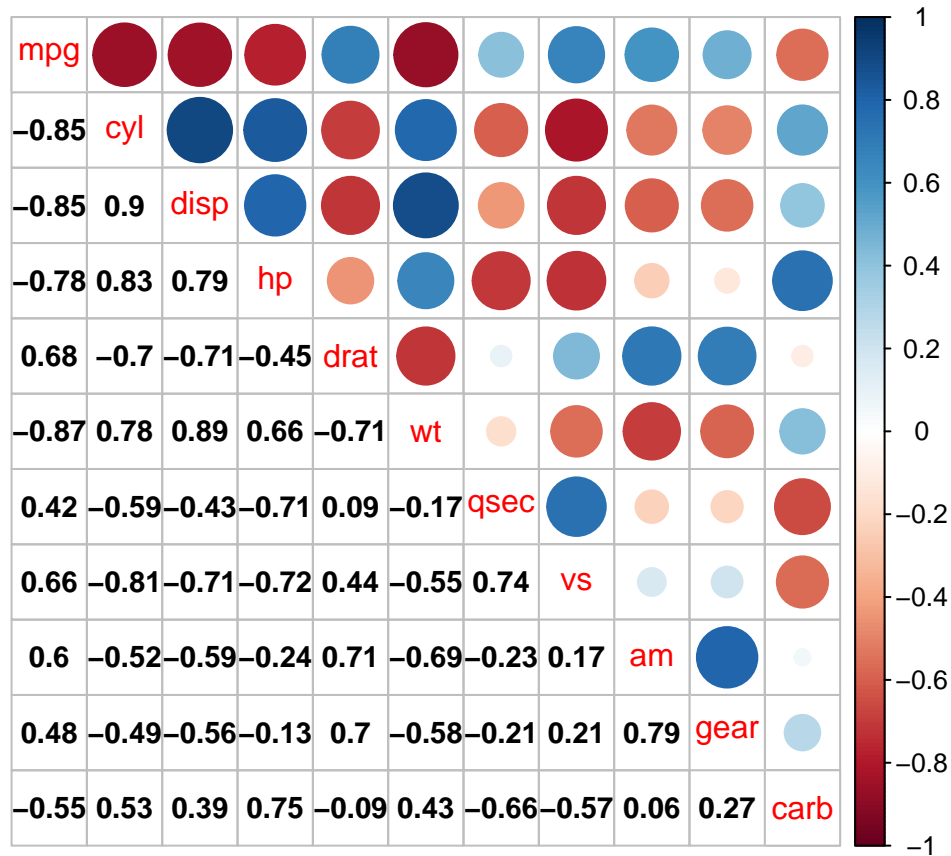 mpg
−0.85 cyl
−0.85 0.9 disp
−0.78 0.83 0.79 hp
0.68 −0.7 −0.71 −0.45 drat
−0.87 0.78 0.89 0.66 −0.71 wt
0.42 −0.59 −0.43 −0.71 0.09 −0.17 qsec
0.66 −0.81 −0.71 −0.72 0.44 −0.55 0.74 vs
0.6 −0.52 −0.59 −0.24 0.71 −0.69 −0.23 0.17 am
0.48 −0.49 −0.56 −0.13 0.7 −0.58 −0.21 0.21 0.79 gear
−0.55 0.53 0.39 0.75 −0.09 0.43 −0.66 −0.57 0.06 0.27 carb
1
0.8
0.6
0.4
0.2
0
−0.2
−0.4
−0.6
−0.8
−1